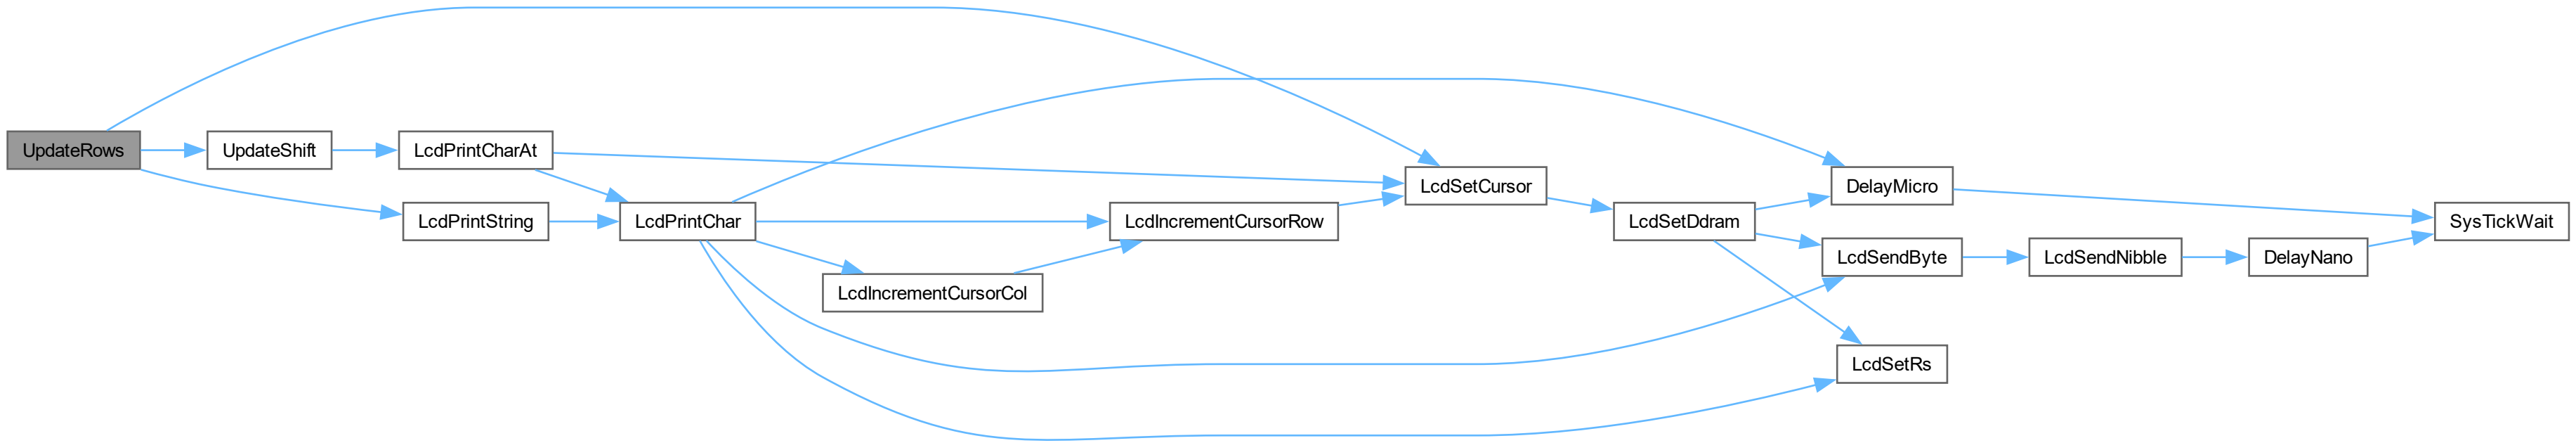 UpdateRows
UpdateShift
LcdPrintCharAt
LcdPrintString
LcdPrintChar
LcdIncrementCursorRow
LcdIncrementCursorCol
LcdSetCursor
LcdSetDdram
DelayMicro
LcdSendByte
LcdSetRs
LcdSendNibble
DelayNano
SysTickWait